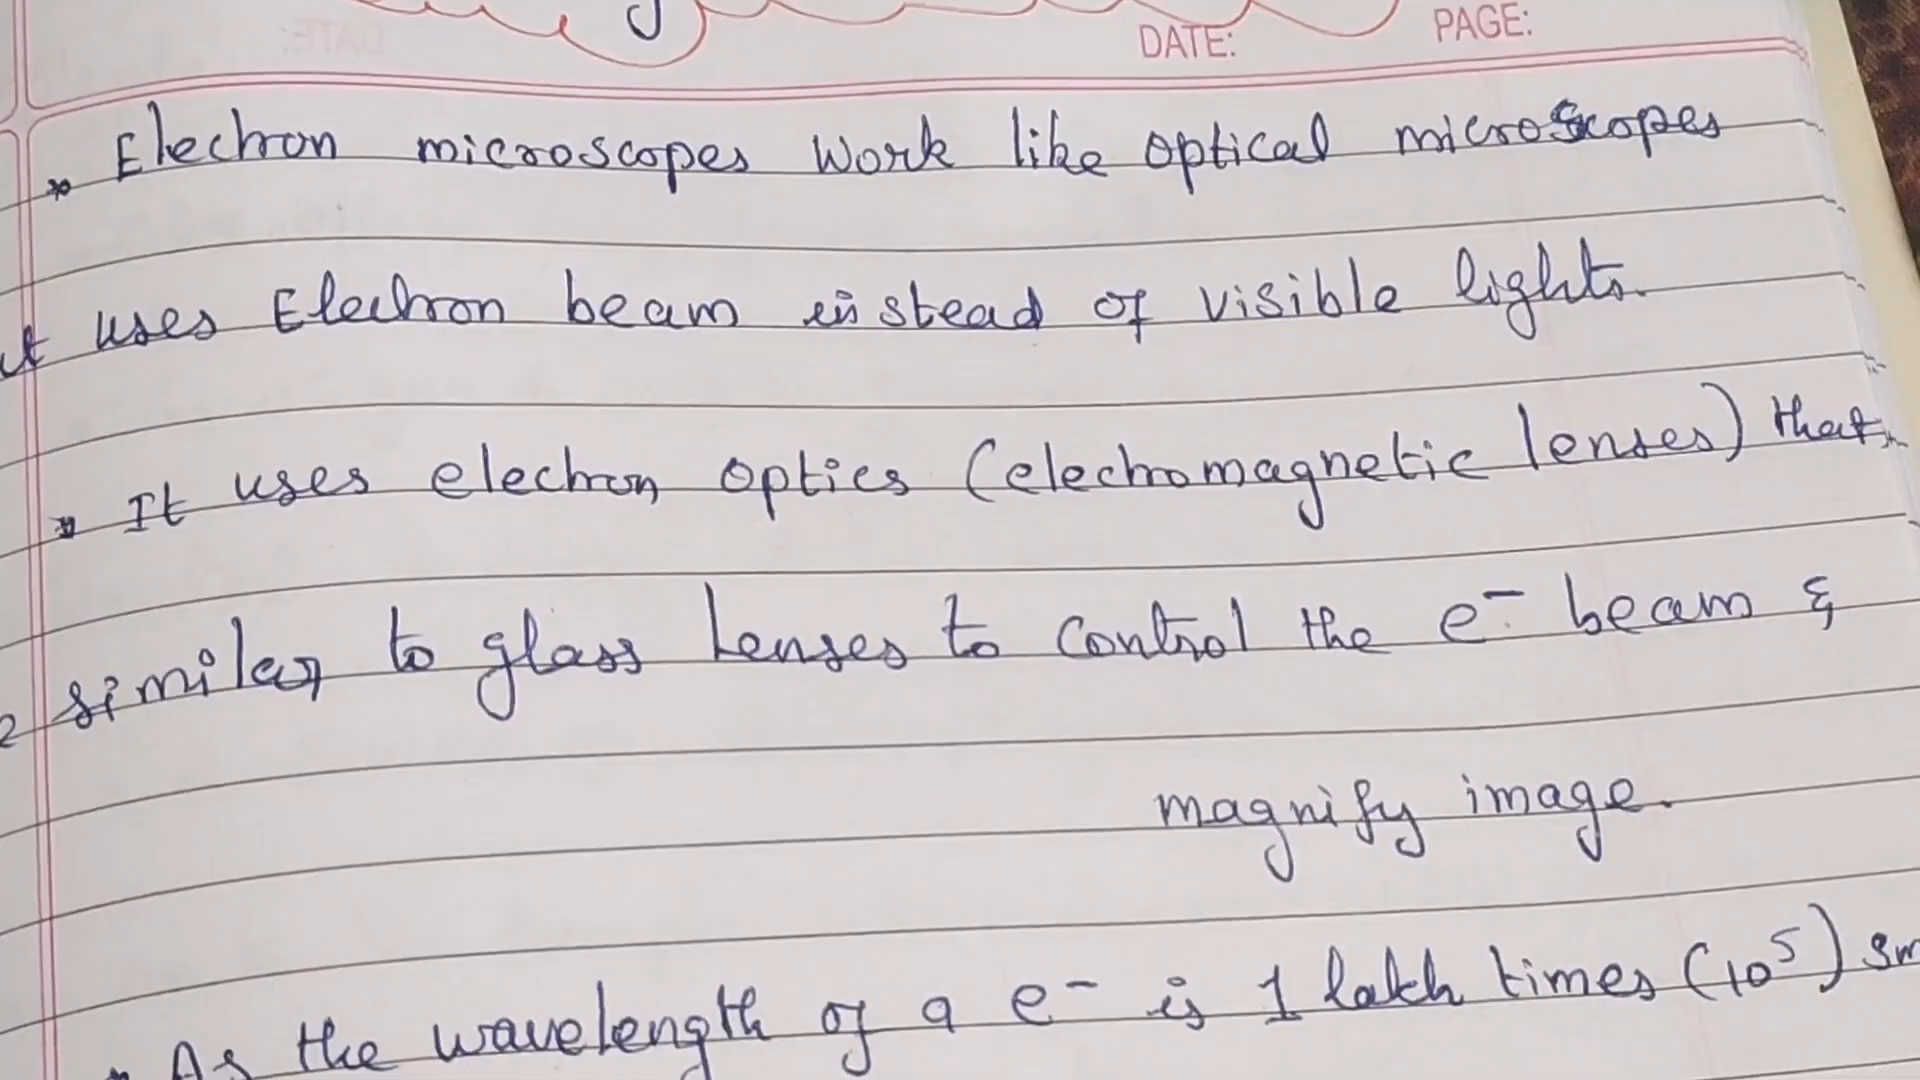 DATE: PAGE:
Electron microscopes work like optical microscopes
it uses Electron beam instead of visible lights.
It uses electron optics (electromagnetic lenses) that
similar to glass lenses to control the e⁻ beam &
magnify image.
As the wavelength of a e⁻ is 1 lakh times (10⁵)